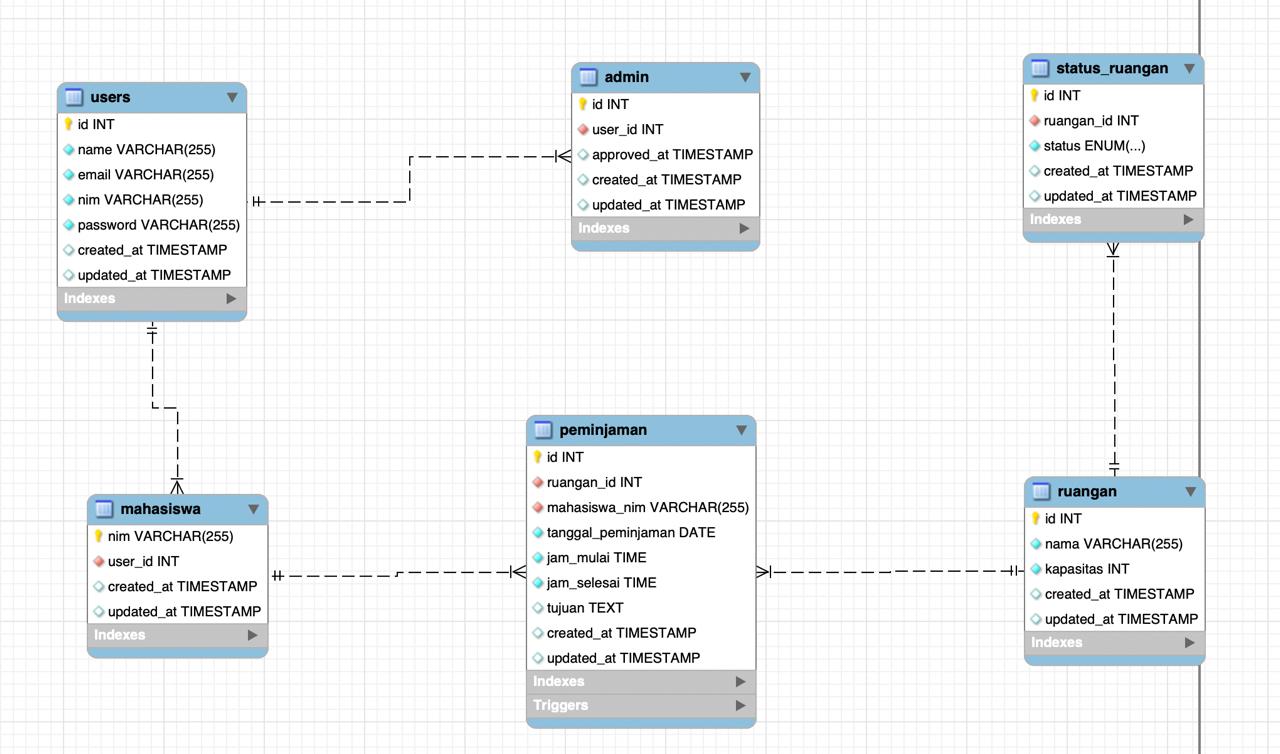 users
id INT
name VARCHAR(255)
email VARCHAR(255)
nim VARCHAR(255)
password VARCHAR(255)
created_at TIMESTAMP
updated_at TIMESTAMP
Indexes
admin
id INT
user_id INT
approved_at TIMESTAMP
created_at TIMESTAMP
updated_at TIMESTAMP
Indexes
status_ruangan
id INT
ruangan_id INT
status ENUM(...)
created_at TIMESTAMP
updated_at TIMESTAMP
Indexes
mahasiswa
nim VARCHAR(255)
user_id INT
created_at TIMESTAMP
updated_at TIMESTAMP
Indexes
peminjaman
id INT
ruangan_id INT
mahasiswa_nim VARCHAR(255)
tanggal_peminjaman DATE
jam_mulai TIME
jam_selesai TIME
tujuan TEXT
created_at TIMESTAMP
updated_at TIMESTAMP
Indexes
Triggers
ruangan
id INT
nama VARCHAR(255)
kapasitas INT
created_at TIMESTAMP
updated_at TIMESTAMP
Indexes